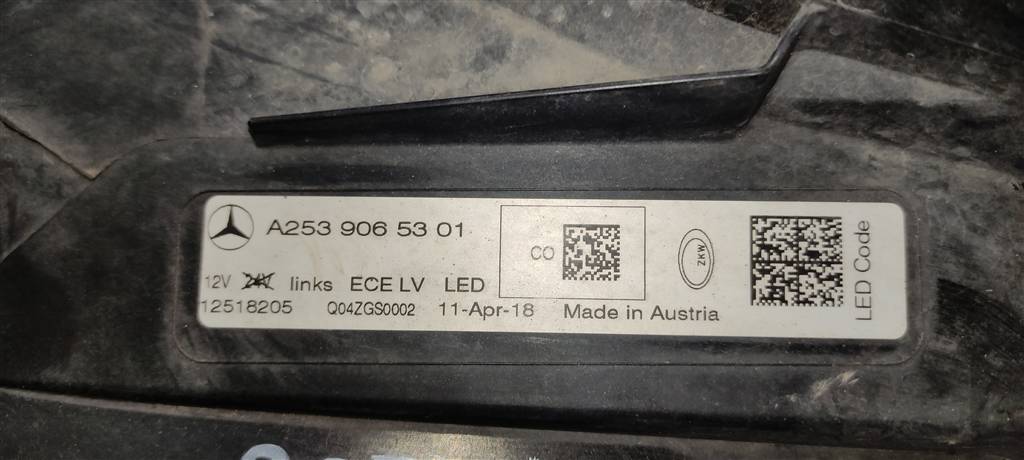 A253 906 53 01
CO
ZKW
12V 24V links ECE LV LED
12518205 Q04ZGS0002 11-Apr-18 Made in Austria
LED Code